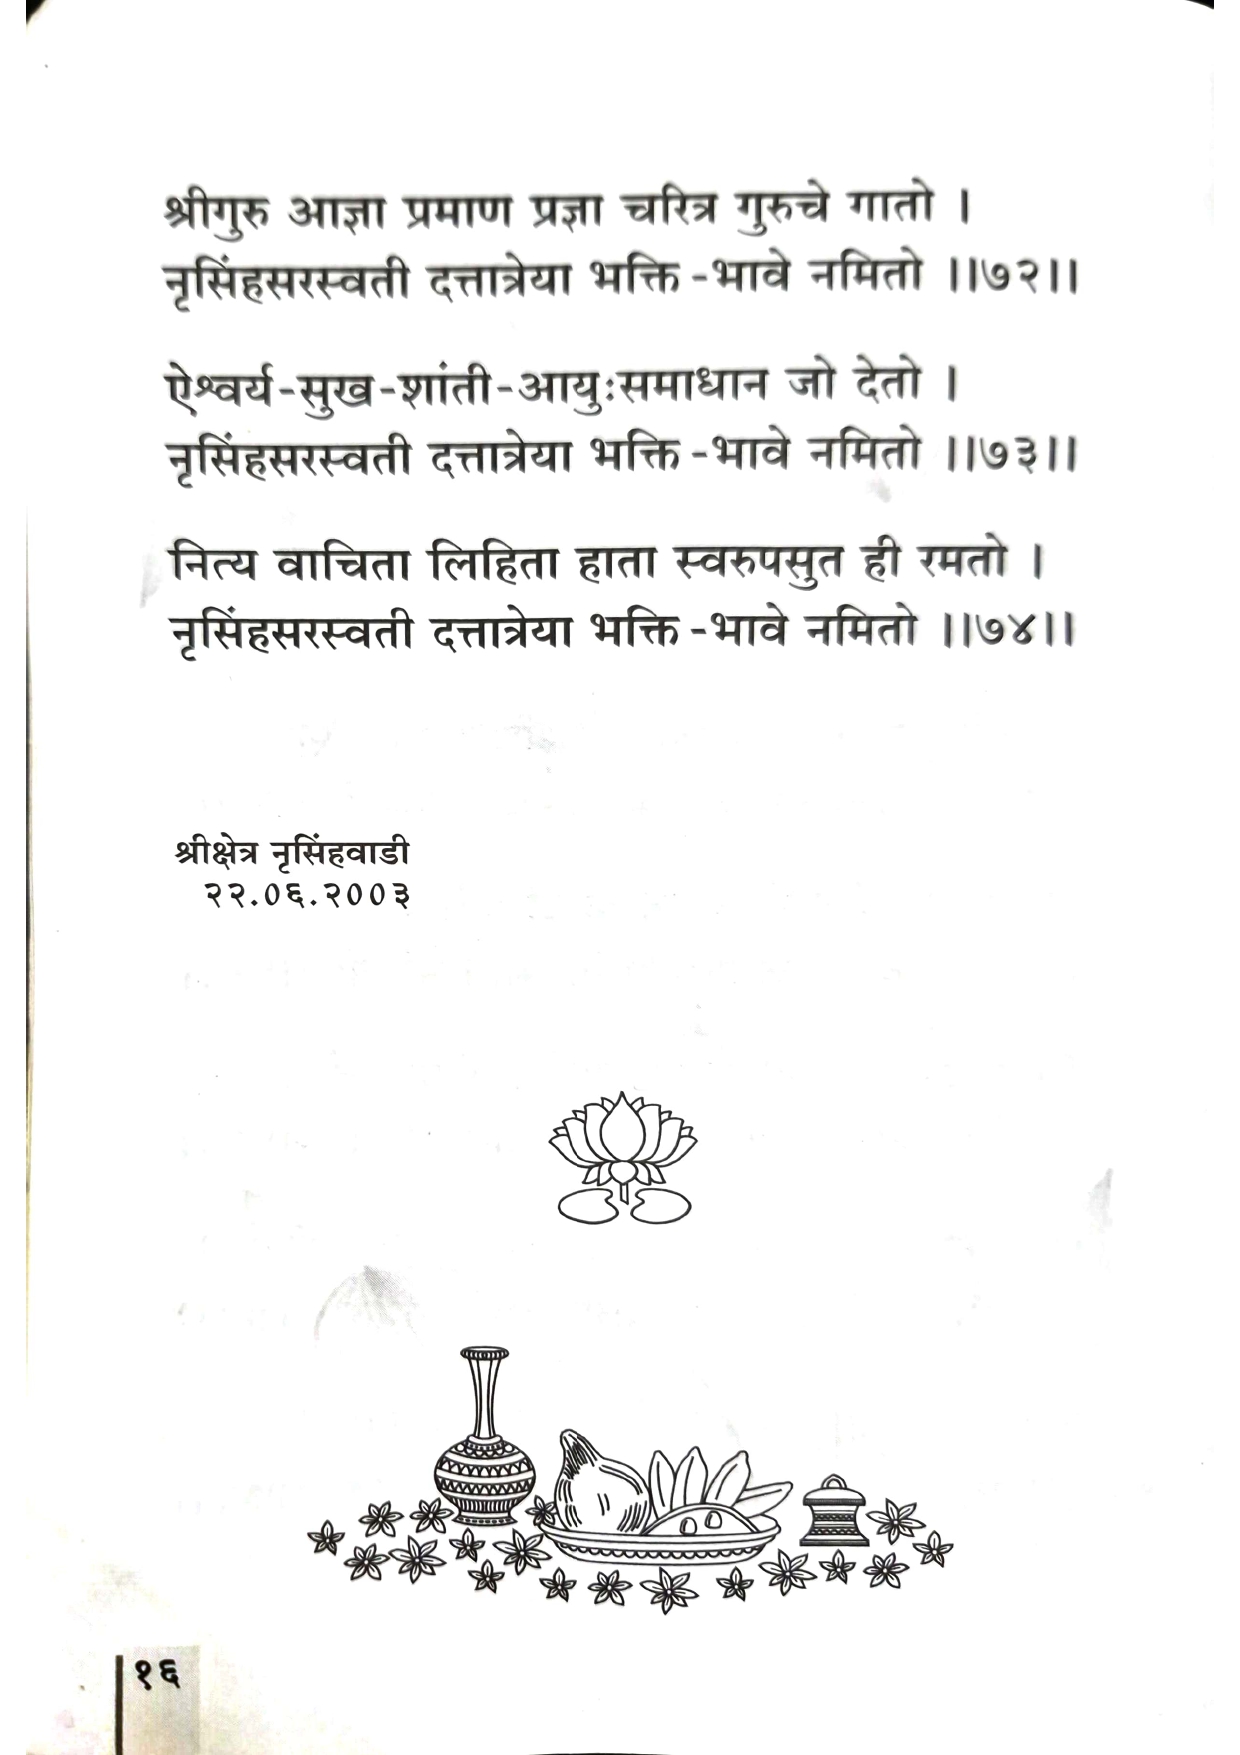 श्रीगुरु आज्ञा प्रमाण प्रज्ञा चरित्र गुरुचे गातो ।
नृसिंहसरस्वती दत्तात्रेया भक्ति-भावे नमितो ।।७२।।
ऐश्वर्य-सुख-शांती-आयुःसमाधान जो देतो ।
नृसिंहसरस्वती दत्तात्रेया भक्ति-भावे नमितो ।।७३।।
नित्य वाचिता लिहिता हाता स्वरुपसुत ही रमतो ।
नृसिंहसरस्वती दत्तात्रेया भक्ति-भावे नमितो ।।७४।।
श्रीक्षेत्र नृसिंहवाडी
२२.०६.२००३
१६